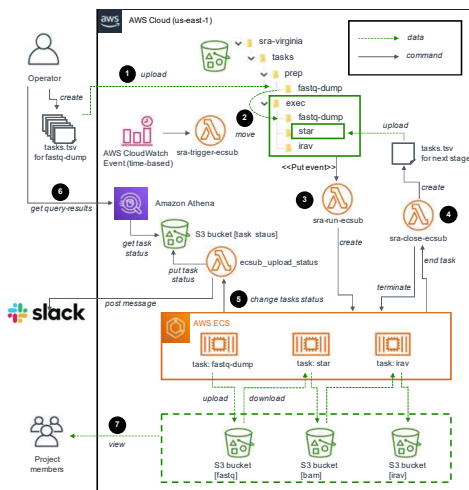 aws
AWS Cloud (us-east-1)
data
command
sra-virginia
tasks
prep
fastq-dump
exec
fastq-dump
star
irav
Operator
create
1
upload
tasks.tsv
for fastq-dump
AWS CloudWatch
Event (time-based)
sra-trigger-ecsub
2
move
<<Put event>>
upload
tasks.tsv
for next stage
create
3
sra-run-ecsub
4
sra-close-ecsub
create
end task
terminate
6
get query-results
Amazon Athena
get task
status
S3 bucket [task staus]
put task
status
ecsub_upload_status
slack
post message
5
change tasks status
AWS ECS
task: fastq-dump
task: star
task: irav
upload
download
7
view
Project
members
S3 bucket
[fastq]
S3 bucket
[bam]
S3 bucket
[irav]